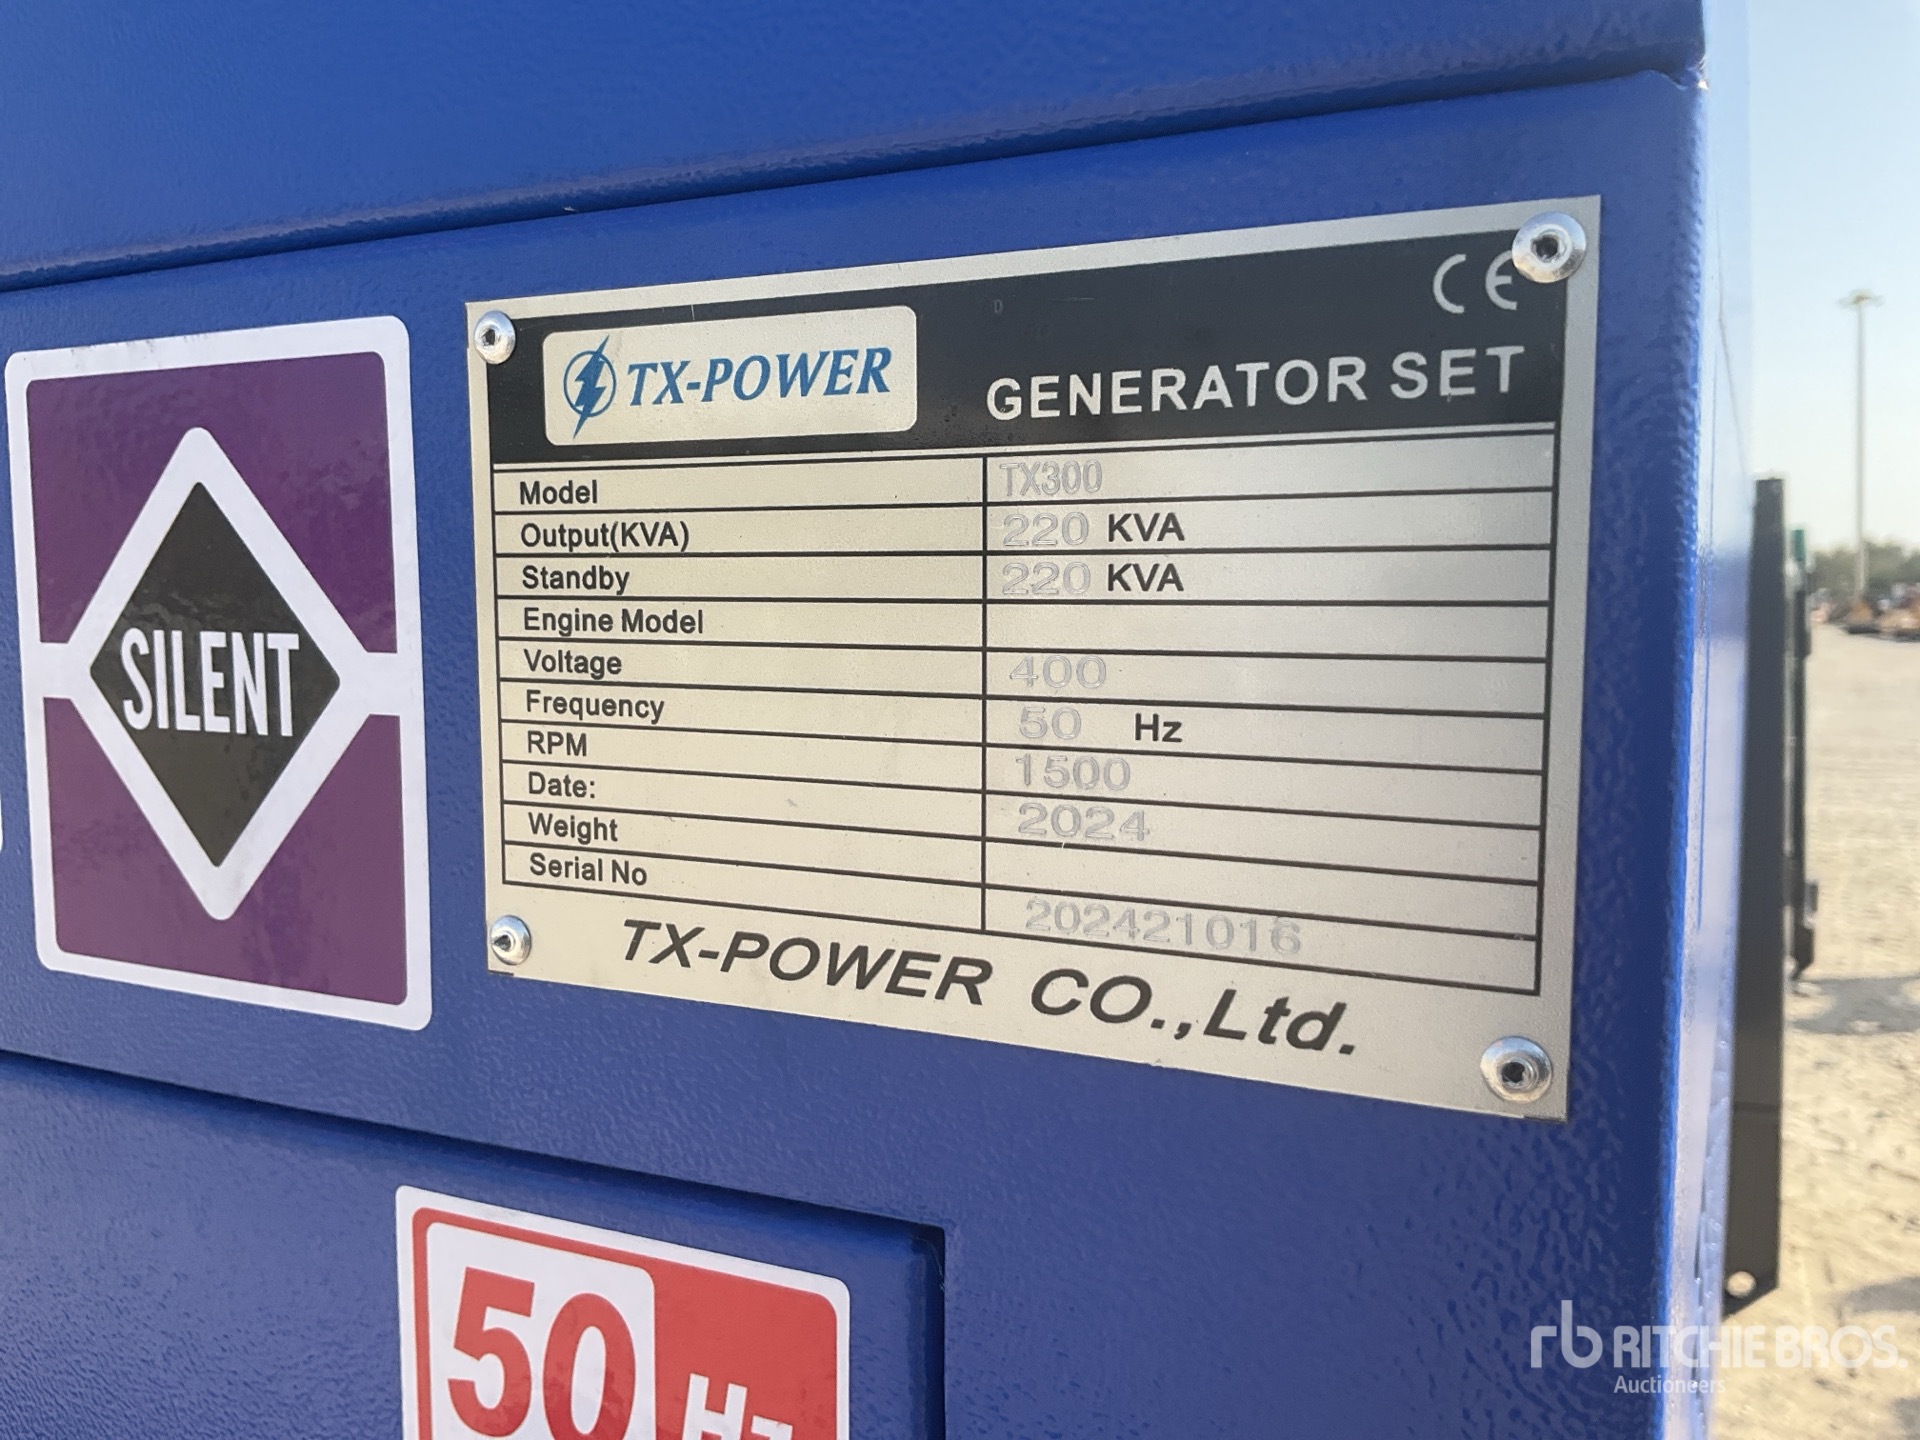 CE
TX-POWER GENERATOR SET
Model TX300
Output(KVA) 220 KVA
Standby 220 KVA
Engine Model
Voltage 400
Frequency 50 Hz
RPM 1500
Date: 2024
Weight
Serial No 202421016
TX-POWER CO.,Ltd.
SILENT
50 Hz
rb RITCHIE BROS.
Auctioneers